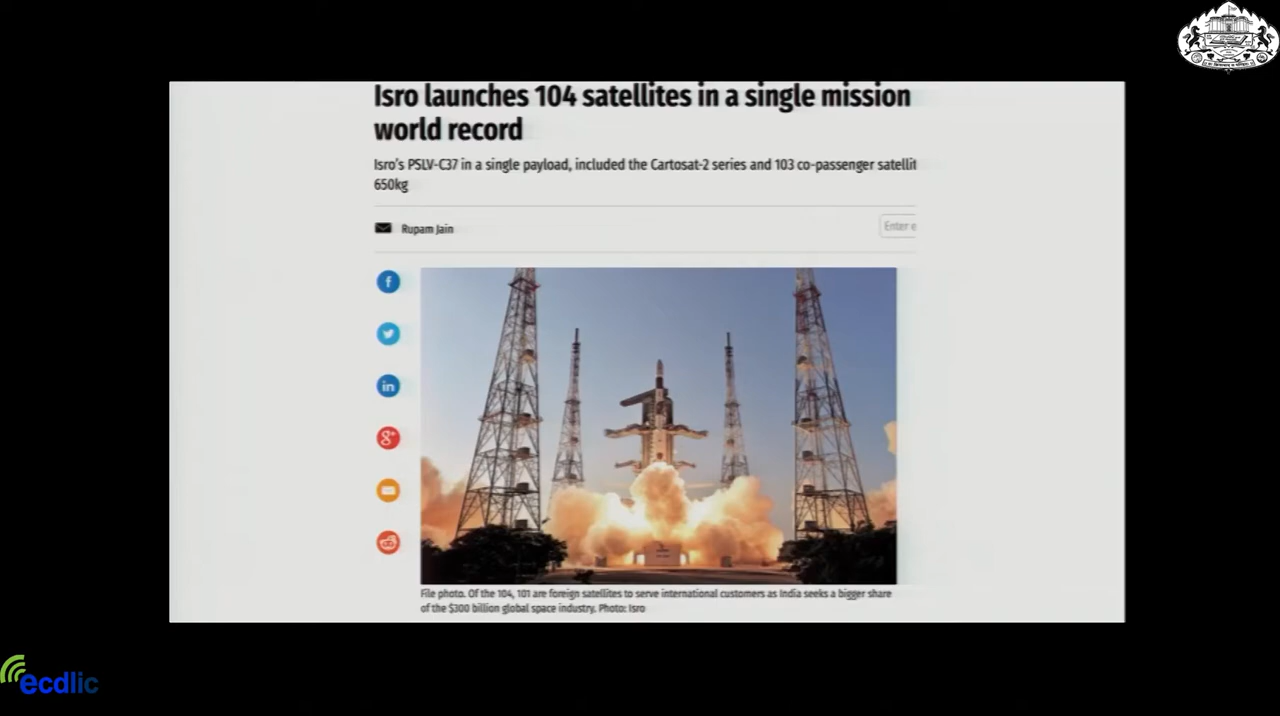 Isro launches 104 satellites in a single mission
world record
Isro's PSLV-C37 in a single payload, included the Cartosat-2 series and 103 co-passenger satellit
650kg
Rupam Jain
Enter e
File photo. Of the 104, 101 are foreign satellites to serve international customers as India seeks a bigger share
of the $300 billion global space industry. Photo: Isro
ecdlic